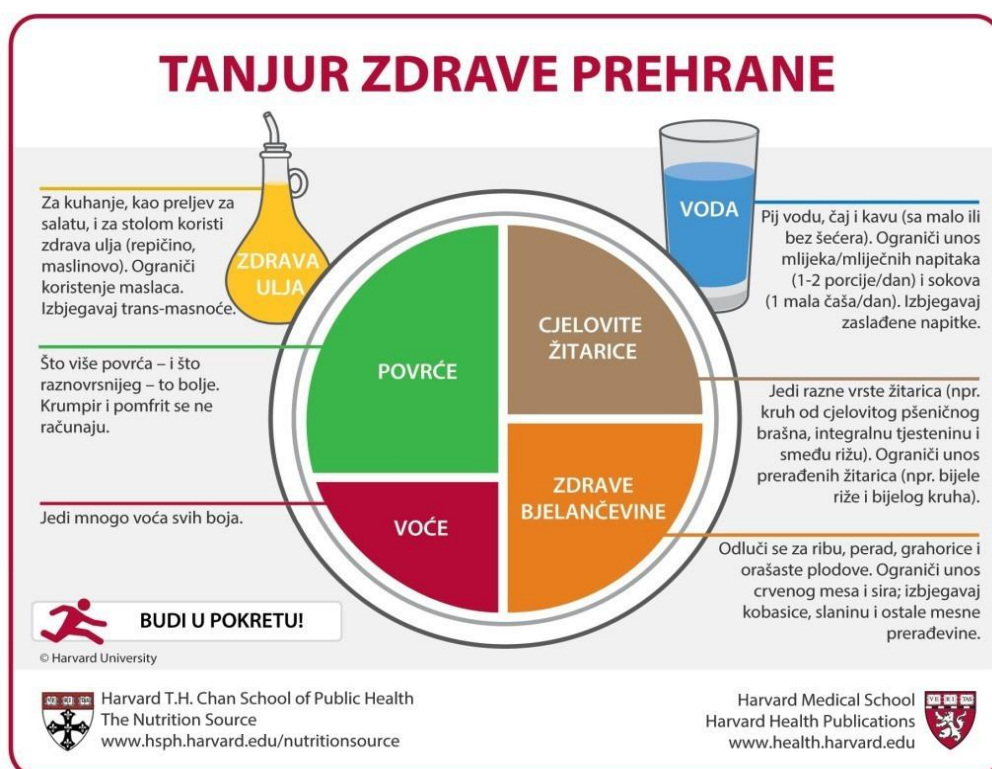 TANJUR ZDRAVE PREHRANE
Za kuhanje, kao preljev za
salatu, i za stolom koristi
zdrava ulja (repičino,
maslinovo). Ograniči
korištenje maslaca.
Izbjegavaj trans-masnoće.
ZDRAVA
ULJA
VODA
Pij vodu, čaj i kavu (sa malo ili
bez šećera). Ograniči unos
mlijeka/mliječnih napitaka
(1-2 porcije/dan) i sokova
(1 mala čaša/dan). Izbjegavaj
zaslađene napitke.
Što više povrća – i što
raznovrsnijeg – to bolje.
Krumpir i pomfrit se ne
računaju.
POVRĆE
CJELOVITE
ŽITARICE
Jedi razne vrste žitarica (npr.
kruh od cjelovitog pšeničnog
brašna, integralnu tjesteninu i
smeđu rižu). Ograniči unos
prerađenih žitarica (npr. bijele
riže i bijelog kruha).
Jedi mnogo voća svih boja.
VOĆE
ZDRAVE
BJELANČEVINE
Odluči se za ribu, perad, grahorice i
orašaste plodove. Ograniči unos
crvenog mesa i sira; izbjegavaj
kobasice, slaninu i ostale mesne
prerađevine.
BUDI U POKRETU!
© Harvard University
Harvard T.H. Chan School of Public Health
The Nutrition Source
www.hsph.harvard.edu/nutritionsource
Harvard Medical School
Harvard Health Publications
www.health.harvard.edu